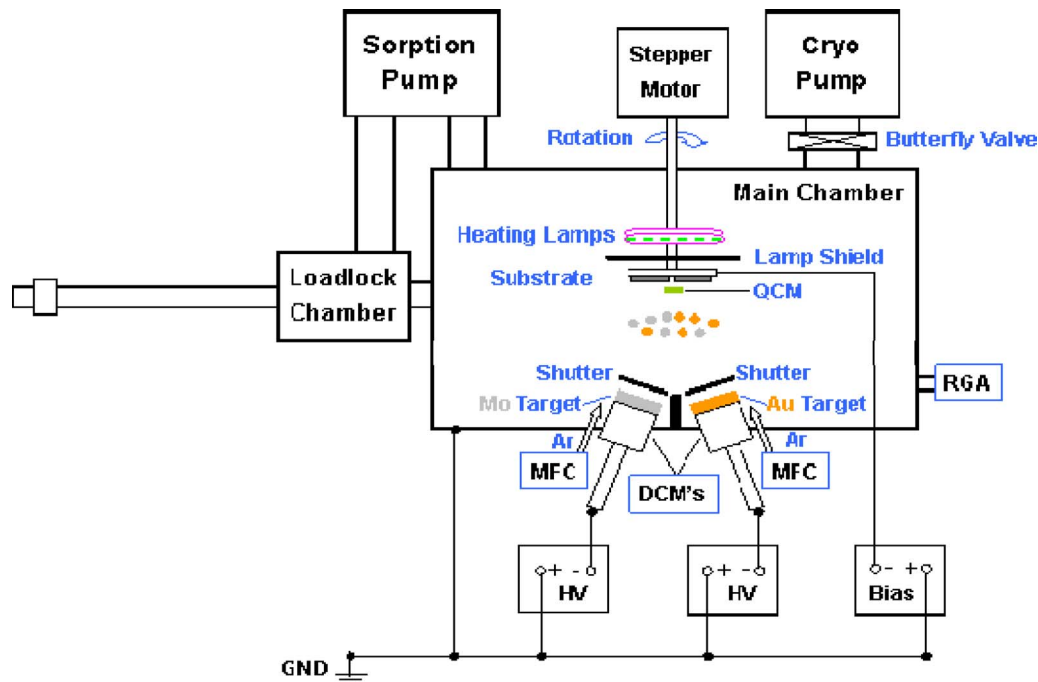 Sorption
Pump
Stepper
Motor
Cryo
Pump
Rotation
Butterfly Valve
Main Chamber
Heating Lamps
Lamp Shield
Loadlock
Chamber
Substrate
QCM
Shutter
Shutter
RGA
Mo Target
Au Target
Ar
Ar
MFC
DCM's
MFC
+ -
HV
+ -
HV
- +
Bias
GND